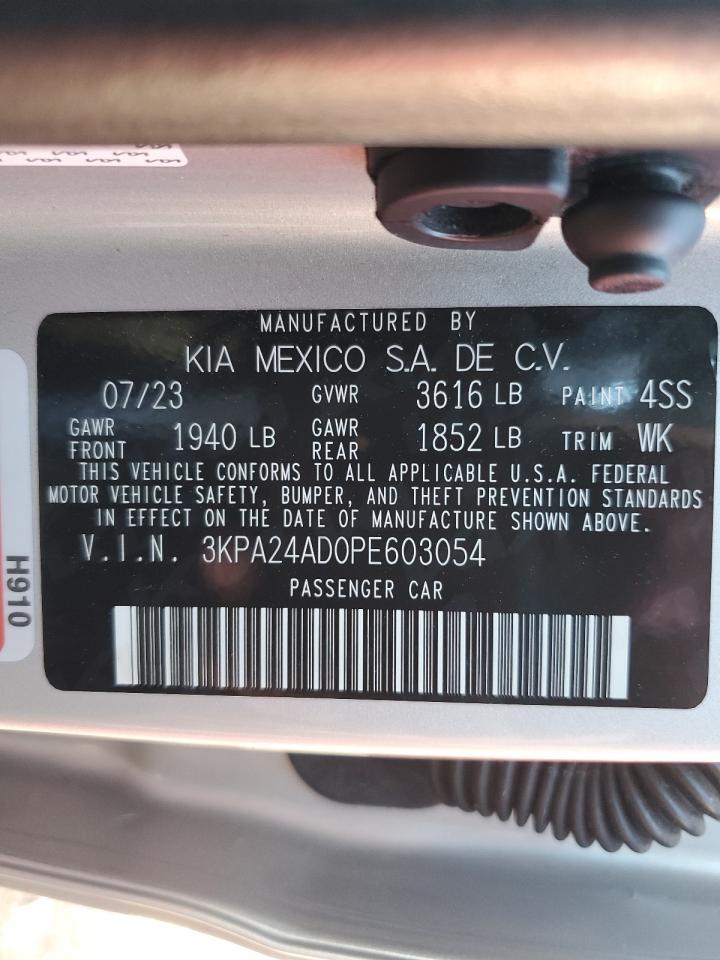 MANUFACTURED BY
KIA MEXICO S.A. DE C.V.
07/23 GVWR 3616 LB PAINT 4SS
GAWR FRONT 1940 LB GAWR REAR 1852 LB TRIM WK
THIS VEHICLE CONFORMS TO ALL APPLICABLE U.S.A. FEDERAL
MOTOR VEHICLE SAFETY, BUMPER, AND THEFT PREVENTION STANDARDS
IN EFFECT ON THE DATE OF MANUFACTURE SHOWN ABOVE.
V.I.N. 3KPA24AD0PE603054
PASSENGER CAR
H910